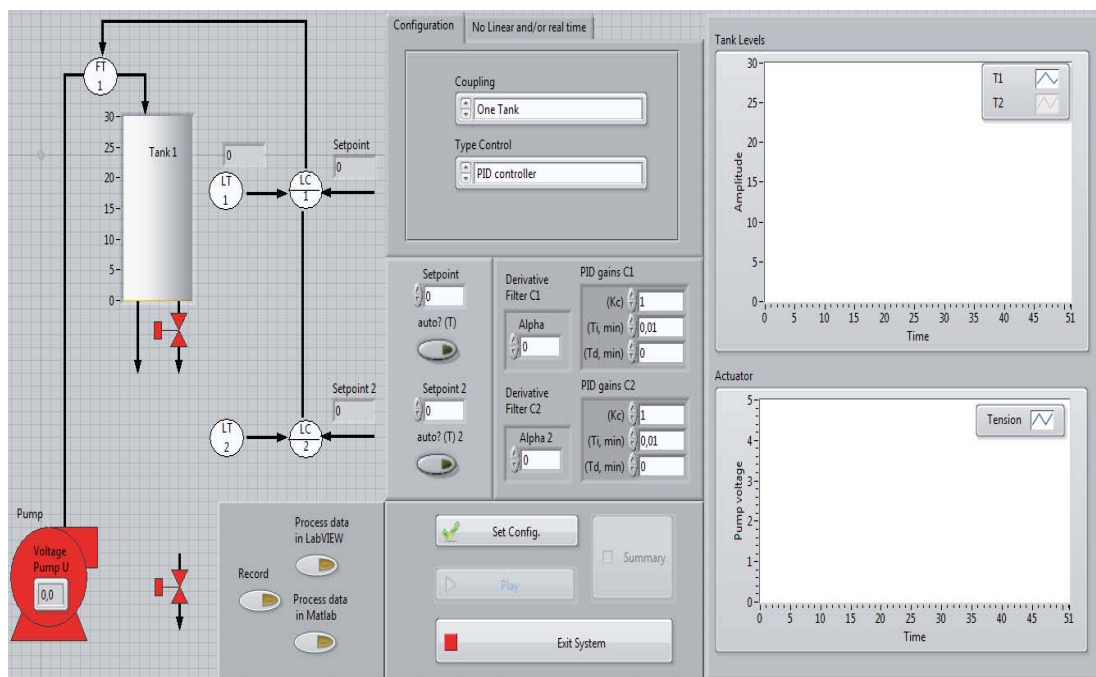 FT
1
30
25
20
15
10
5
0
Tank 1
0
LT
1
LC
1
Setpoint
0
LT
2
LC
2
Setpoint 2
0
Pump
Voltage
Pump U
0,0
Record
Process data
in LabVIEW
Process data
in Matlab
Configuration
No Linear and/or real time
Coupling
One Tank
Type Control
PID controller
Setpoint
0
auto? (T)
Derivative
Filter C1
Alpha
0
PID gains C1
(Kc) 1
(Ti, min) 0,01
(Td, min) 0
Setpoint 2
0
auto? (T) 2
Derivative
Filter C2
Alpha 2
0
PID gains C2
(Kc) 1
(Ti, min) 0,01
(Td, min) 0
Set Config.
Play
Summary
Exit System
Tank Levels
T1
T2
Amplitude
30
25
20
15
10
5
0
0 5 10 15 20 25 30 35 40 45 51
Time
Actuator
Tension
Pump voltage
5
4
3
2
1
0
0 5 10 15 20 25 30 35 40 45 51
Time